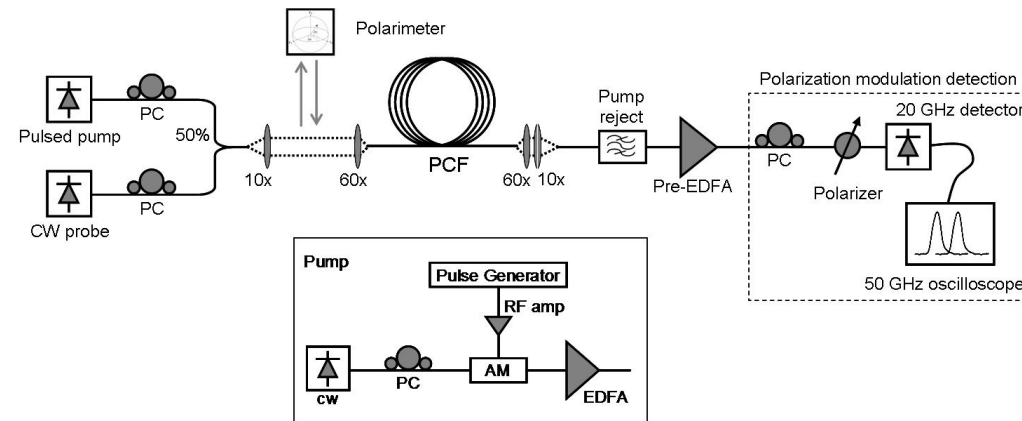 Polarimeter
Polarization modulation detection
PC
Pulsed pump
50%
Pump
reject
20 GHz detector
PC
CW probe
10x
60x
PCF
60x
10x
Pre-EDFA
PC
Polarizer
50 GHz oscilloscope
Pump
Pulse Generator
RF amp
PC
AM
cw
EDFA